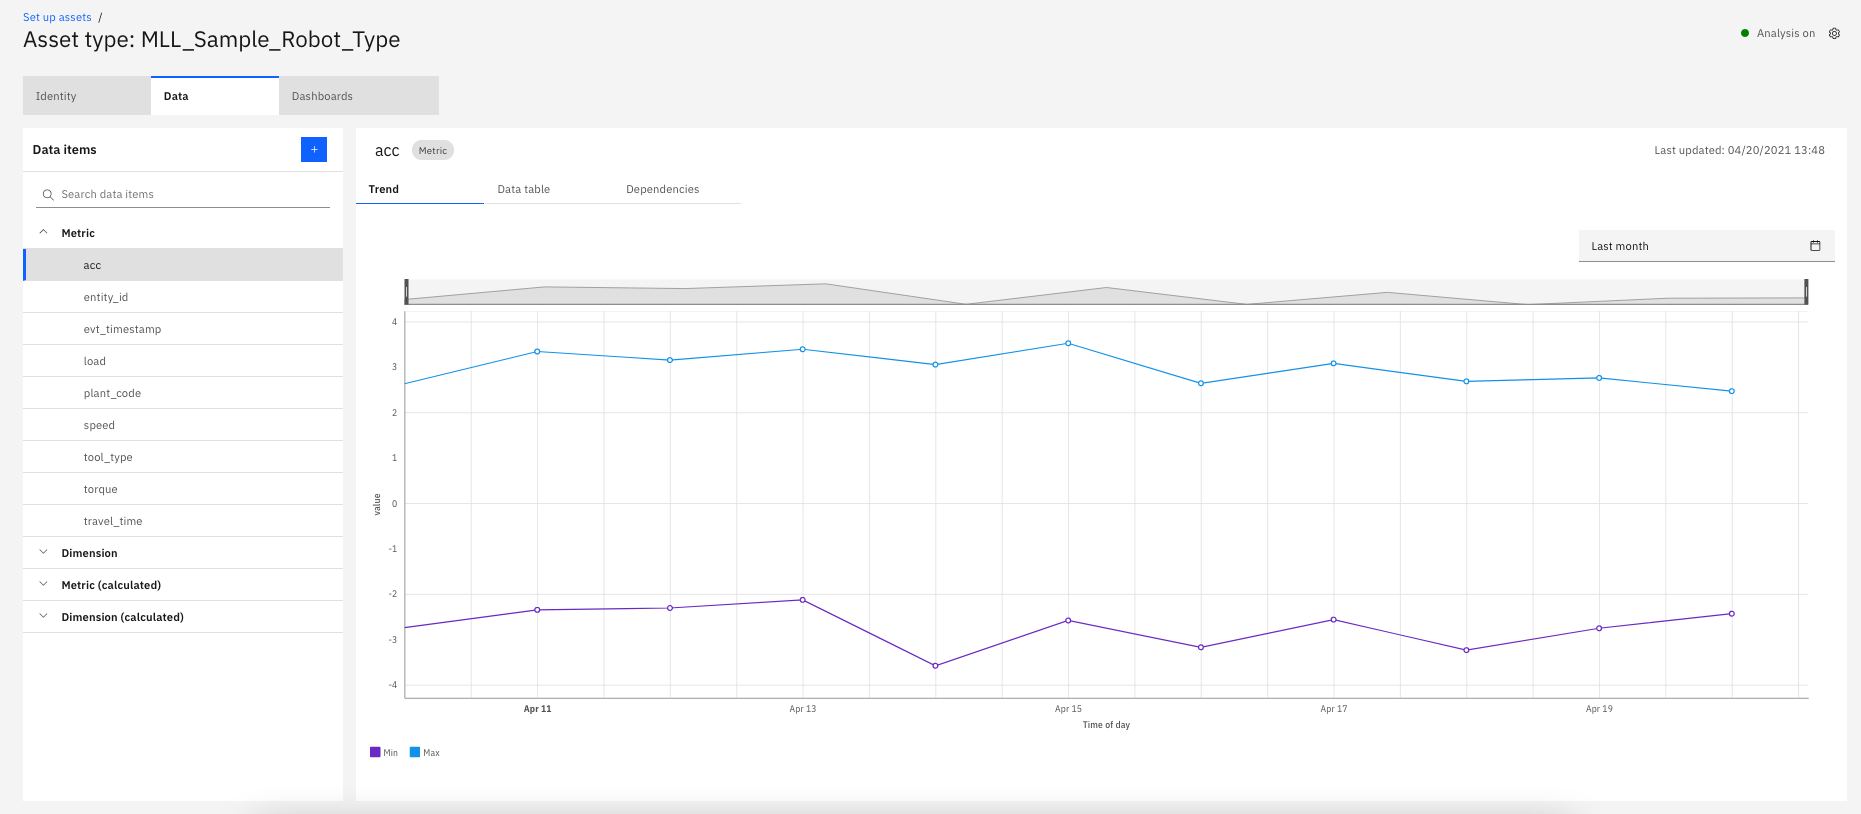 Set up assets /
Asset type: MLL_Sample_Robot_Type
Analysis on
Identity
Data
Dashboards
Data items
+
Search data items
Metric
acc
entity_id
evt_timestamp
load
plant_code
speed
tool_type
torque
travel_time
Dimension
Metric (calculated)
Dimension (calculated)
acc
Metric
Last updated: 04/20/2021 13:48
Trend
Data table
Dependencies
Last month
4
3
2
1
0
-1
-2
-3
-4
value
Apr 11
Apr 13
Apr 15
Apr 17
Apr 19
Time of day
Min
Max